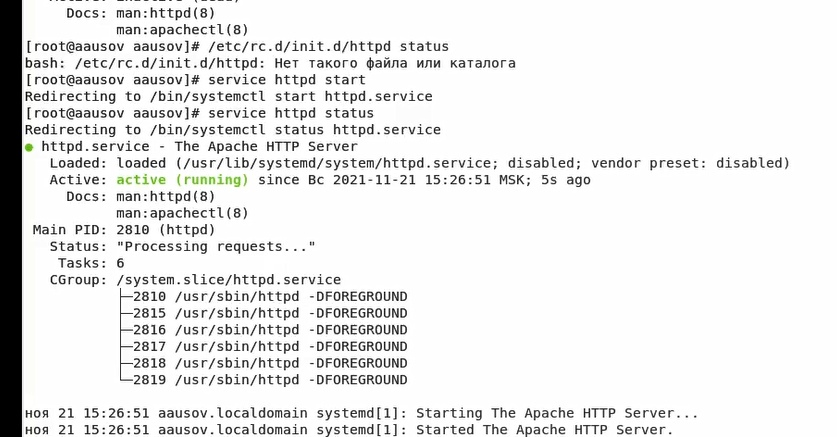 Docs: man:httpd(8)
man:apachectl(8)
[root@aausov aausov]# /etc/rc.d/init.d/httpd status
bash: /etc/rc.d/init.d/httpd: Нет такого файла или каталога
[root@aausov aausov]# service httpd start
Redirecting to /bin/systemctl start httpd.service
[root@aausov aausov]# service httpd status
Redirecting to /bin/systemctl status httpd.service
● httpd.service - The Apache HTTP Server
Loaded: loaded (/usr/lib/systemd/system/httpd.service; disabled; vendor preset: disabled)
Active: active (running) since Вс 2021-11-21 15:26:51 MSK; 5s ago
Docs: man:httpd(8)
man:apachectl(8)
Main PID: 2810 (httpd)
Status: "Processing requests..."
Tasks: 6
CGroup: /system.slice/httpd.service
├─2810 /usr/sbin/httpd -DFOREGROUND
├─2815 /usr/sbin/httpd -DFOREGROUND
├─2816 /usr/sbin/httpd -DFOREGROUND
├─2817 /usr/sbin/httpd -DFOREGROUND
├─2818 /usr/sbin/httpd -DFOREGROUND
└─2819 /usr/sbin/httpd -DFOREGROUND
ноя 21 15:26:51 aausov.localdomain systemd[1]: Starting The Apache HTTP Server...
ноя 21 15:26:51 aausov.localdomain systemd[1]: Started The Apache HTTP Server.